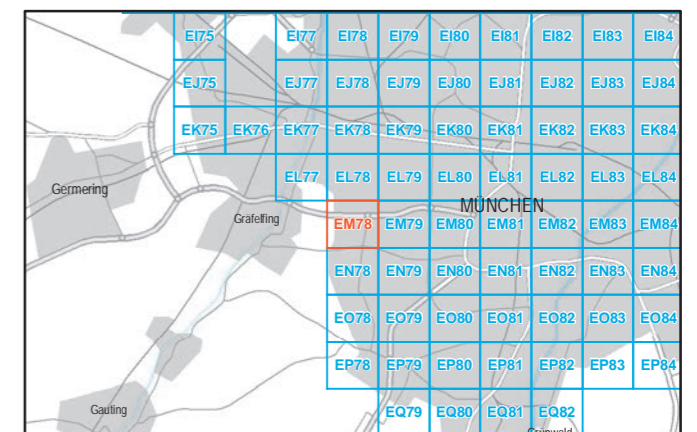 EI75 EI77 EI78 EI79 EI80 EI81 EI82 EI83 EI84
EJ75 EJ77 EJ78 EJ79 EJ80 EJ81 EJ82 EJ83 EJ84
EK75 EK76 EK77 EK78 EK79 EK80 EK81 EK82 EK83 EK84
EL77 EL78 EL79 EL80 EL81 EL82 EL83 EL84
Germering
MÜNCHEN
Gräfelfing
EM78 EM79 EM80 EM81 EM82 EM83 EM84
EN78 EN79 EN80 EN81 EN82 EN83 EN84
EO78 EO79 EO80 EO81 EO82 EO83 EO84
EP78 EP79 EP80 EP81 EP82 EP83 EP84
Gauting
EQ79 EQ80 EQ81 EQ82
Grünwald